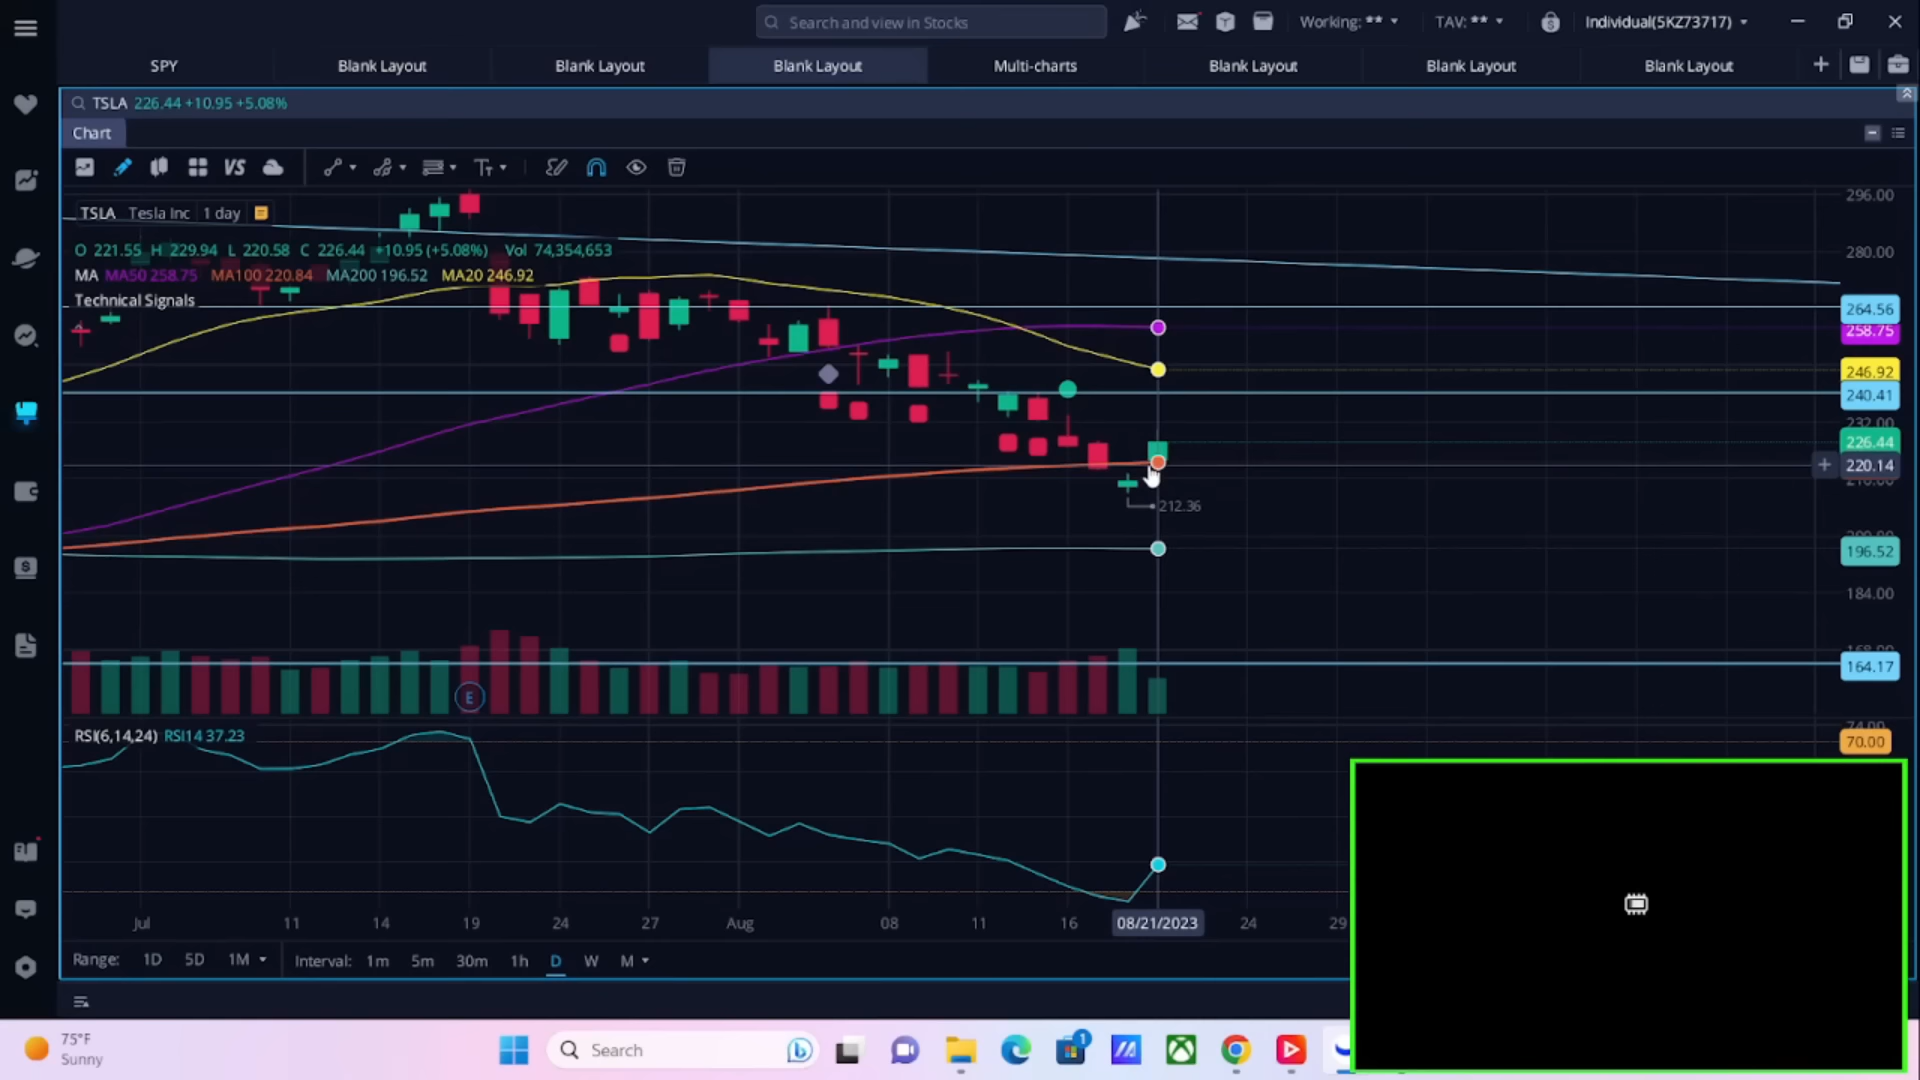 Search and view in Stocks
Working: **
TAV: **
Individual(5KZ73717)
SPY
Blank Layout
Blank Layout
Blank Layout
Multi-charts
Blank Layout
Blank Layout
Blank Layout
TSLA 226.44 +10.95 +5.08%
Chart
VS
TSLA Tesla Inc 1 day
O 221.55 H 229.94 L 220.58 C 226.44 +10.95 (+5.08%) Vol 74,354,653
MA MA50 258.75 MA100 220.84 MA200 196.52 MA20 246.92
Technical Signals
296.00
280.00
264.56
258.75
246.92
240.41
232.00
226.44
220.14
212.36
196.52
184.00
164.17
E
RSI(6,14,24) RSI14 37.23
74.00
70.00
Jul 11 14 19 24 27 Aug 08 11 16 08/21/2023 24 29
Range: 1D 5D 1M Interval: 1m 5m 30m 1h D W M
75°F
Sunny
Search
1